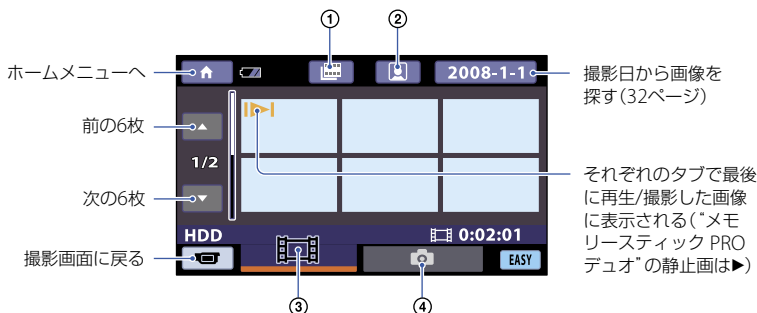 ① ②
ホームメニューへ
2008-1-1
撮影日から画像を
探す(32ページ)
前の6枚
1/2
次の6枚
それぞれのタブで最後
に再生/撮影した画像
に表示される(“メモ
リースティック PRO
デュオ”の静止画は▶)
HDD
0:02:01
撮影画面に戻る
EASY
③ ④